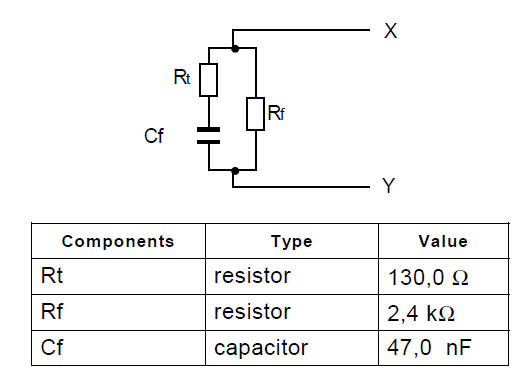 X
Rt
Rf
Cf
Y
Components Type Value
Rt resistor 130,0 Ω
Rf resistor 2,4 kΩ
Cf capacitor 47,0 nF